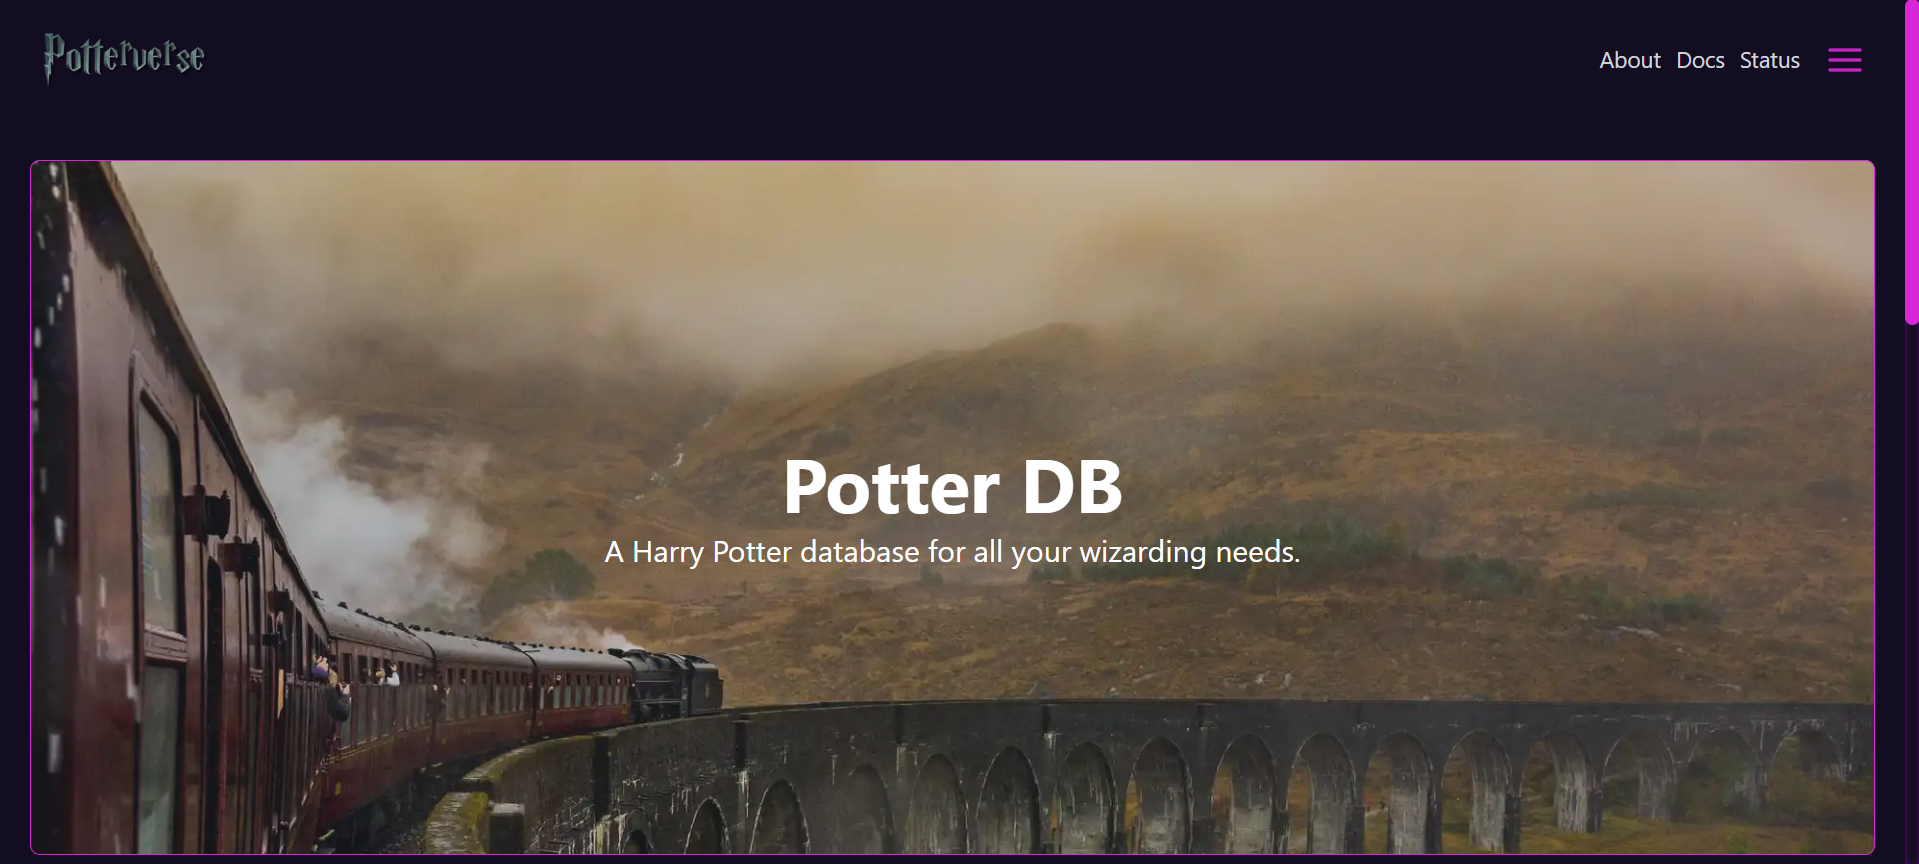 Potterverse
About Docs Status
Potter DB
A Harry Potter database for all your wizarding needs.